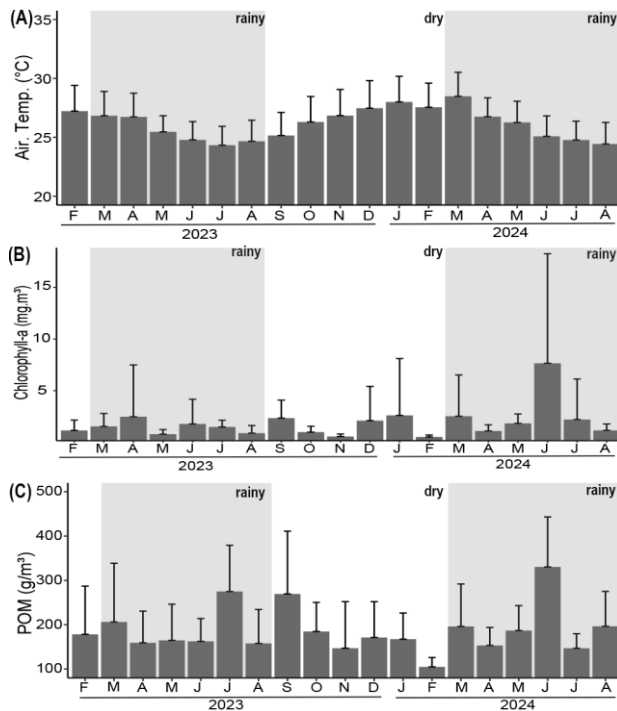 (A)
rainy dry rainy
Air. Temp. (°C)
35
30
25
20
F M A M J J A S O N D J F M A M J J A
2023 2024
(B)
rainy dry rainy
Chlorophyll-a (mg.m³)
15
10
5
F M A M J J A S O N D J F M A M J J A
2023 2024
(C)
rainy dry rainy
POM (g/m³)
500
400
300
200
100
F M A M J J A S O N D J F M A M J J A
2023 2024